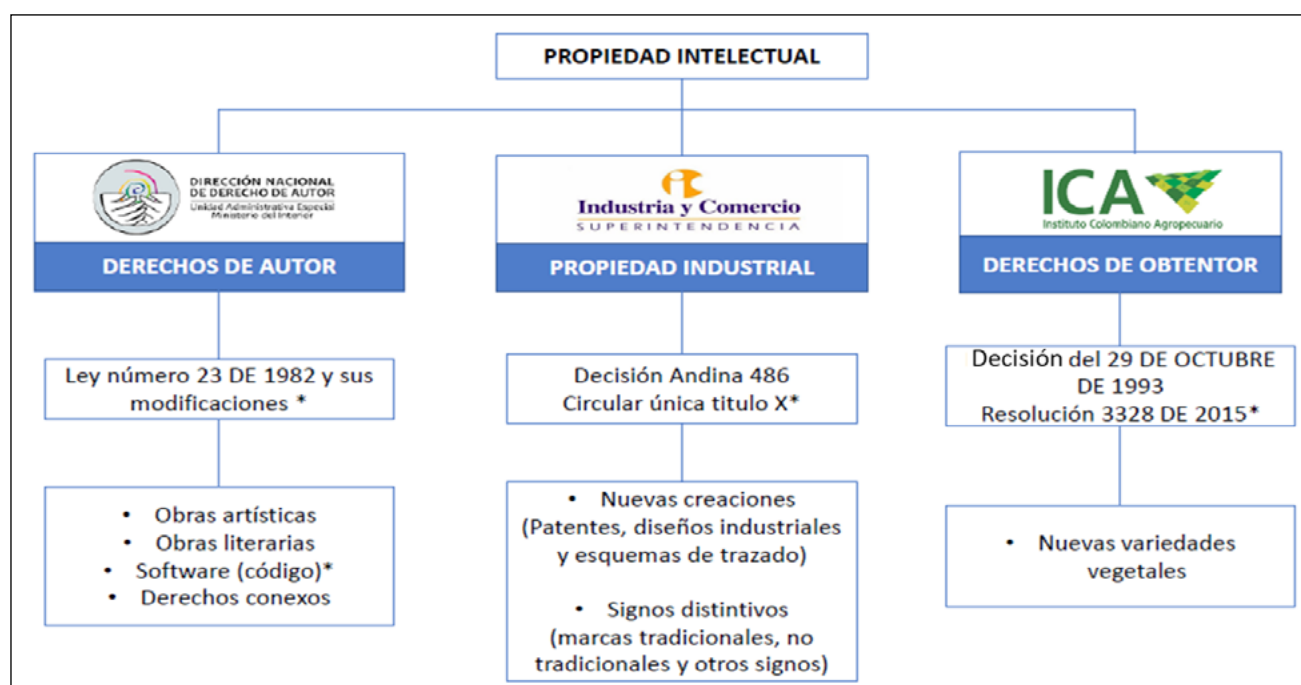 PROPIEDAD INTELECTUAL
DIRECCIÓN NACIONAL
DE DERECHO DE AUTOR
Unidad Administrativa Especial
Ministerio del Interior
DERECHOS DE AUTOR
Ley número 23 DE 1982 y sus
modificaciones *
• Obras artísticas
• Obras literarias
• Software (código)*
• Derechos conexos
Industria y Comercio
SUPERINTENDENCIA
PROPIEDAD INDUSTRIAL
Decisión Andina 486
Circular única titulo X*
• Nuevas creaciones
(Patentes, diseños industriales
y esquemas de trazado)
• Signos distintivos
(marcas tradicionales, no
tradicionales y otros signos)
ICA
Instituto Colombiano Agropecuario
DERECHOS DE OBTENTOR
Decisión del 29 DE OCTUBRE
DE 1993
Resolución 3328 DE 2015*
• Nuevas variedades
vegetales